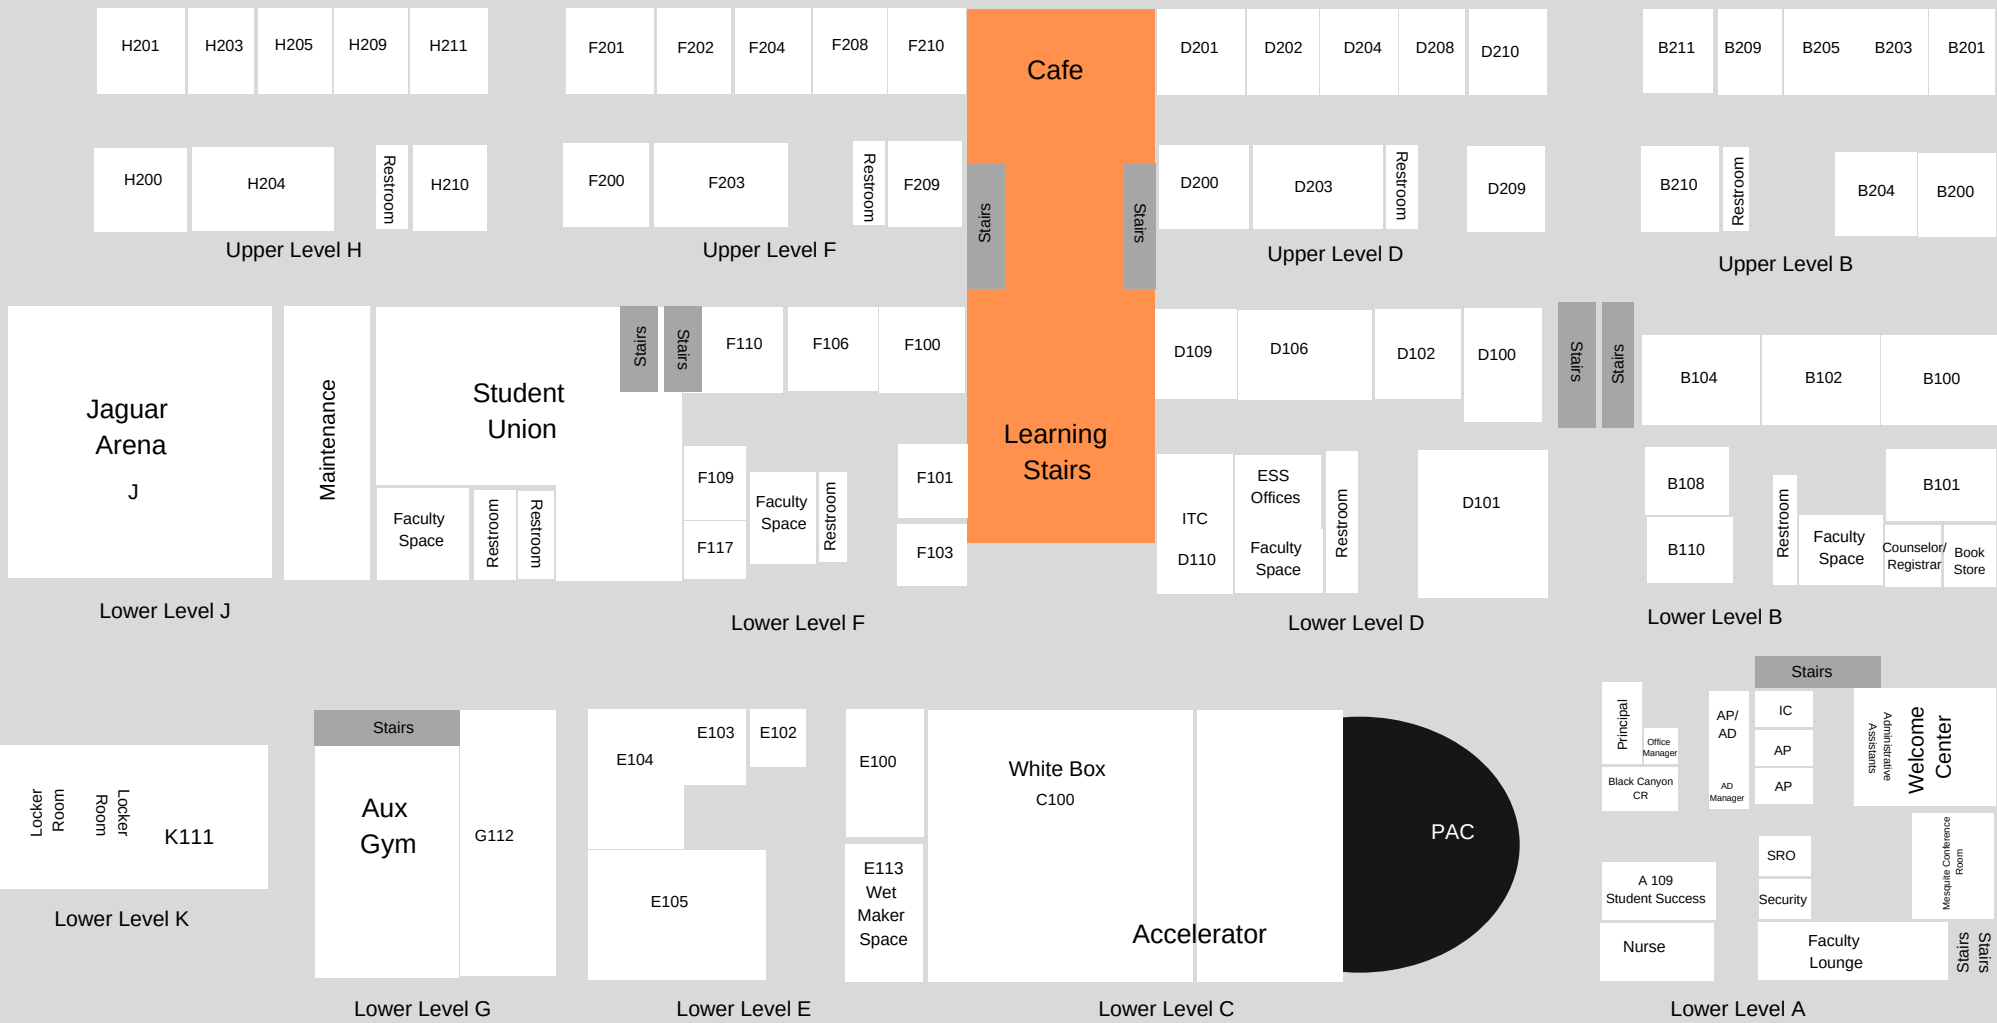 H201
H203
H205
H209
H211
F201
F202
F204
F208
F210
Cafe
D201
D202
D204
D208
D210
B211
B209
B205
B203
B201
H200
H204
Restroom
H210
F200
F203
Restroom
F209
Stairs
Stairs
D200
D203
Restroom
D209
B210
Restroom
B204
B200
Upper Level H
Upper Level F
Upper Level D
Upper Level B
Jaguar
Arena
J
Maintenance
Student
Union
Stairs
Stairs
F110
F106
F100
Learning
Stairs
D109
D106
D102
D100
Stairs
Stairs
B104
B102
B100
Faculty
Space
Restroom
Restroom
F109
F117
Faculty
Space
Restroom
F101
F103
ITC
D110
ESS
Offices
Faculty
Space
Restroom
D101
B108
B110
Restroom
Faculty
Space
B101
Counselor/
Registrar
Book
Store
Lower Level J
Lower Level F
Lower Level D
Lower Level B
Locker
Room
Locker
Room
K111
Stairs
Aux
Gym
G112
E104
E103
E102
E105
E100
E113
Wet
Maker
Space
White Box
C100
Accelerator
PAC
Stairs
Principal
Office
Manager
Black Canyon
CR
AP/
AD
AD
Manager
IC
AP
AP
Administrative
Assistants
Welcome
Center
Mesquite Conference
Room
SRO
Security
A 109
Student Success
Nurse
Faculty
Lounge
Stairs
Stairs
Lower Level K
Lower Level G
Lower Level E
Lower Level C
Lower Level A